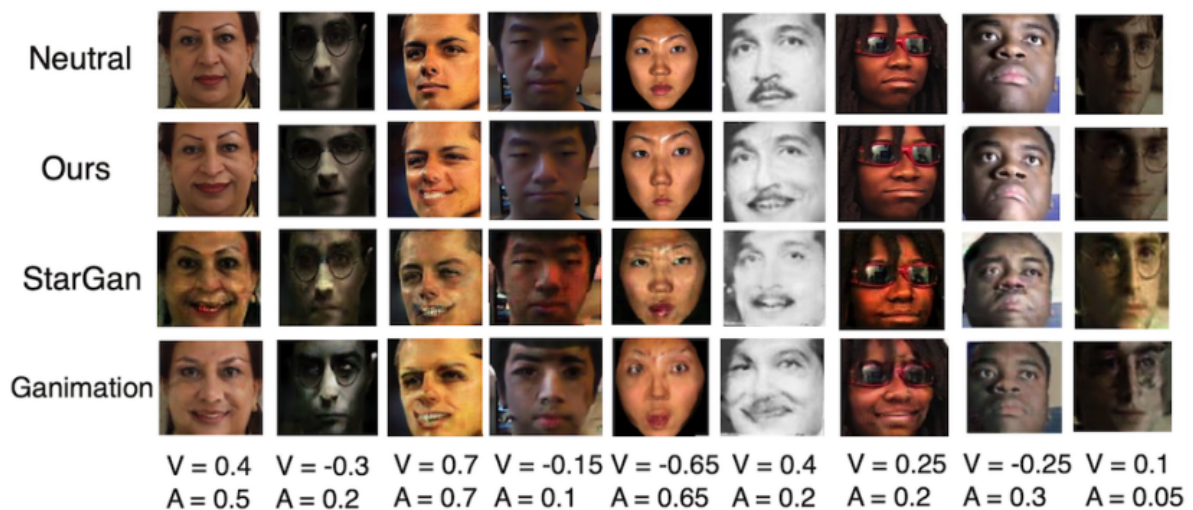 Neutral
Ours
StarGan
Ganimation
V = 0.4 V = -0.3 V = 0.7 V = -0.15 V = -0.65 V = 0.4 V = 0.25 V = -0.25 V = 0.1
A = 0.5 A = 0.2 A = 0.7 A = 0.1 A = 0.65 A = 0.2 A = 0.2 A = 0.3 A = 0.05